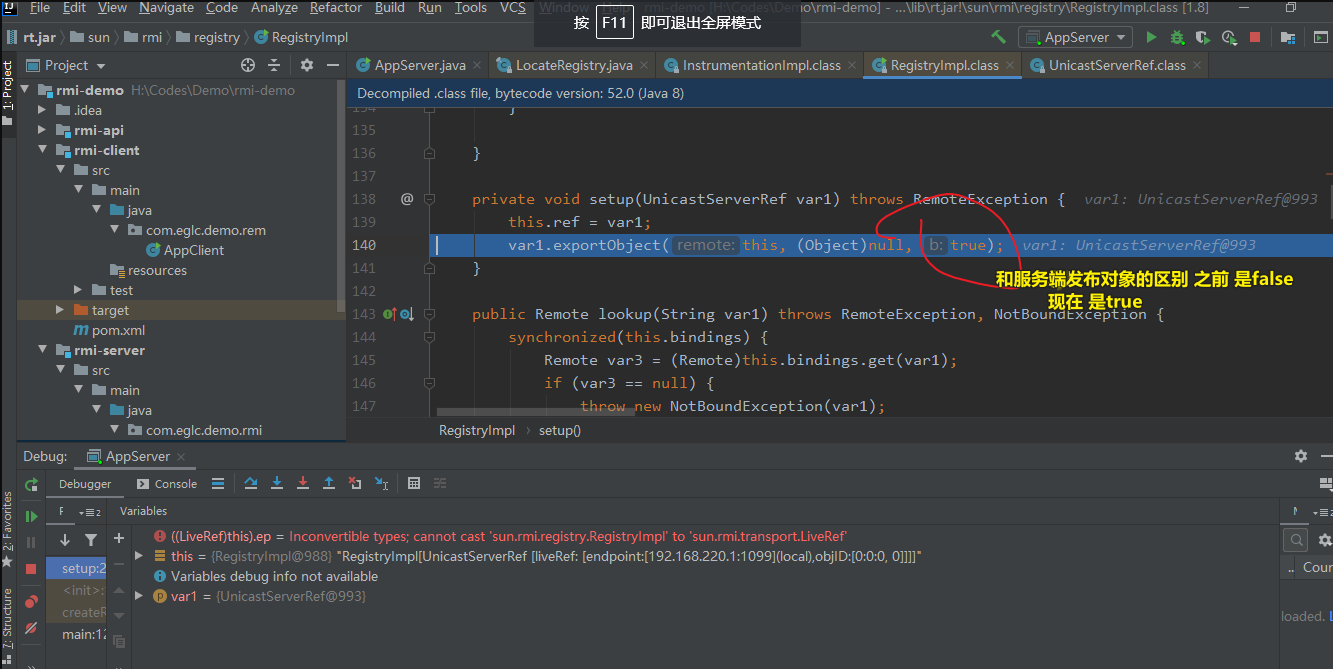 File Edit View Navigate Code Analyze Refactor Build Run Tools VCS Window
rmi-demo] - ...\lib\rt.jar!\sun\rmi\registry\RegistryImpl.class [1.8]
按 F11 即可退出全屏模式
rt.jar sun rmi registry RegistryImpl
AppServer
1: Project
Project
AppServer.java LocateRegistry.java InstrumentationImpl.class RegistryImpl.class UnicastServerRef.class
rmi-demo H:\Codes\Demo\rmi-demo
.idea
rmi-api
rmi-client
src
main
java
com.eglc.demo.rem
AppClient
resources
test
target
pom.xml
rmi-server
src
main
java
com.eglc.demo.rmi
Decompiled .class file, bytecode version: 52.0 (Java 8)
134 }
135
136 }
137
138 @ private void setup(UnicastServerRef var1) throws RemoteException { var1: UnicastServerRef@993
139 this.ref = var1;
140 var1.exportObject( remote: this, (Object)null, b: true); var1: UnicastServerRef@993
141 }
和服务端发布对象的区别 之前 是false
现在 是true
142
143 public Remote lookup(String var1) throws RemoteException, NotBoundException {
144 synchronized(this.bindings) {
145 Remote var3 = (Remote)this.bindings.get(var1);
146 if (var3 == null) {
147 throw new NotBoundException(var1);
RegistryImpl › setup()
Debug: AppServer
Debugger Console
F 2 Variables
setup:2
<init>:
createR
main:12
((LiveRef)this).ep = Inconvertible types; cannot cast 'sun.rmi.registry.RegistryImpl' to 'sun.rmi.transport.LiveRef'
this = {RegistryImpl@988} "RegistryImpl[UnicastServerRef [liveRef: [endpoint:[192.168.220.1:1099](local),objID:[0:0:0, 0]]]]"
Variables debug info not available
var1 = {UnicastServerRef@993}
.. Cour
loaded.
2: Favorites
7: Structure